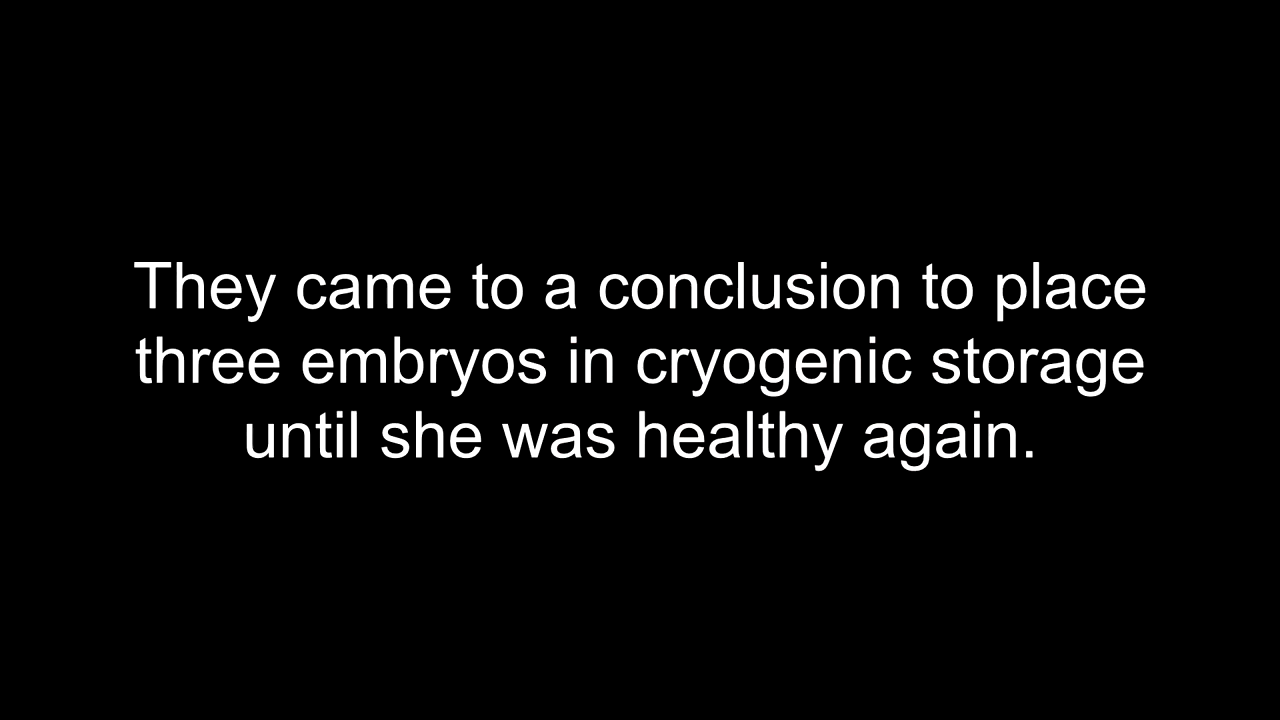 They came to a conclusion to place
three embryos in cryogenic storage
until she was healthy again.